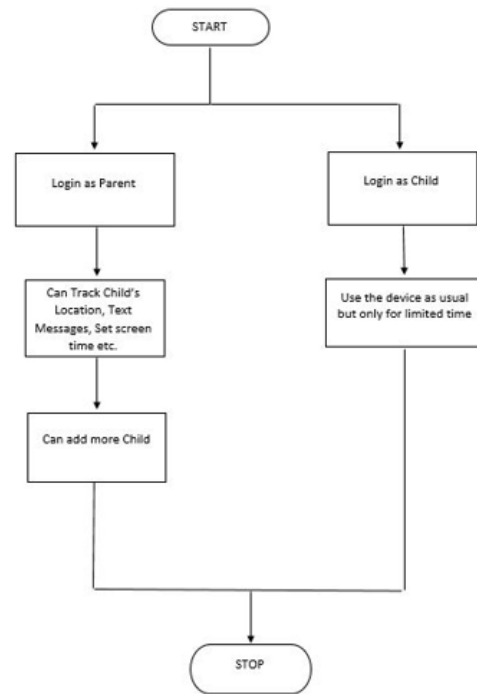 START
Login as Parent
Login as Child
Can Track Child's
Location, Text
Messages, Set screen
time etc.
Use the device as usual
but only for limited time
Can add more Child
STOP